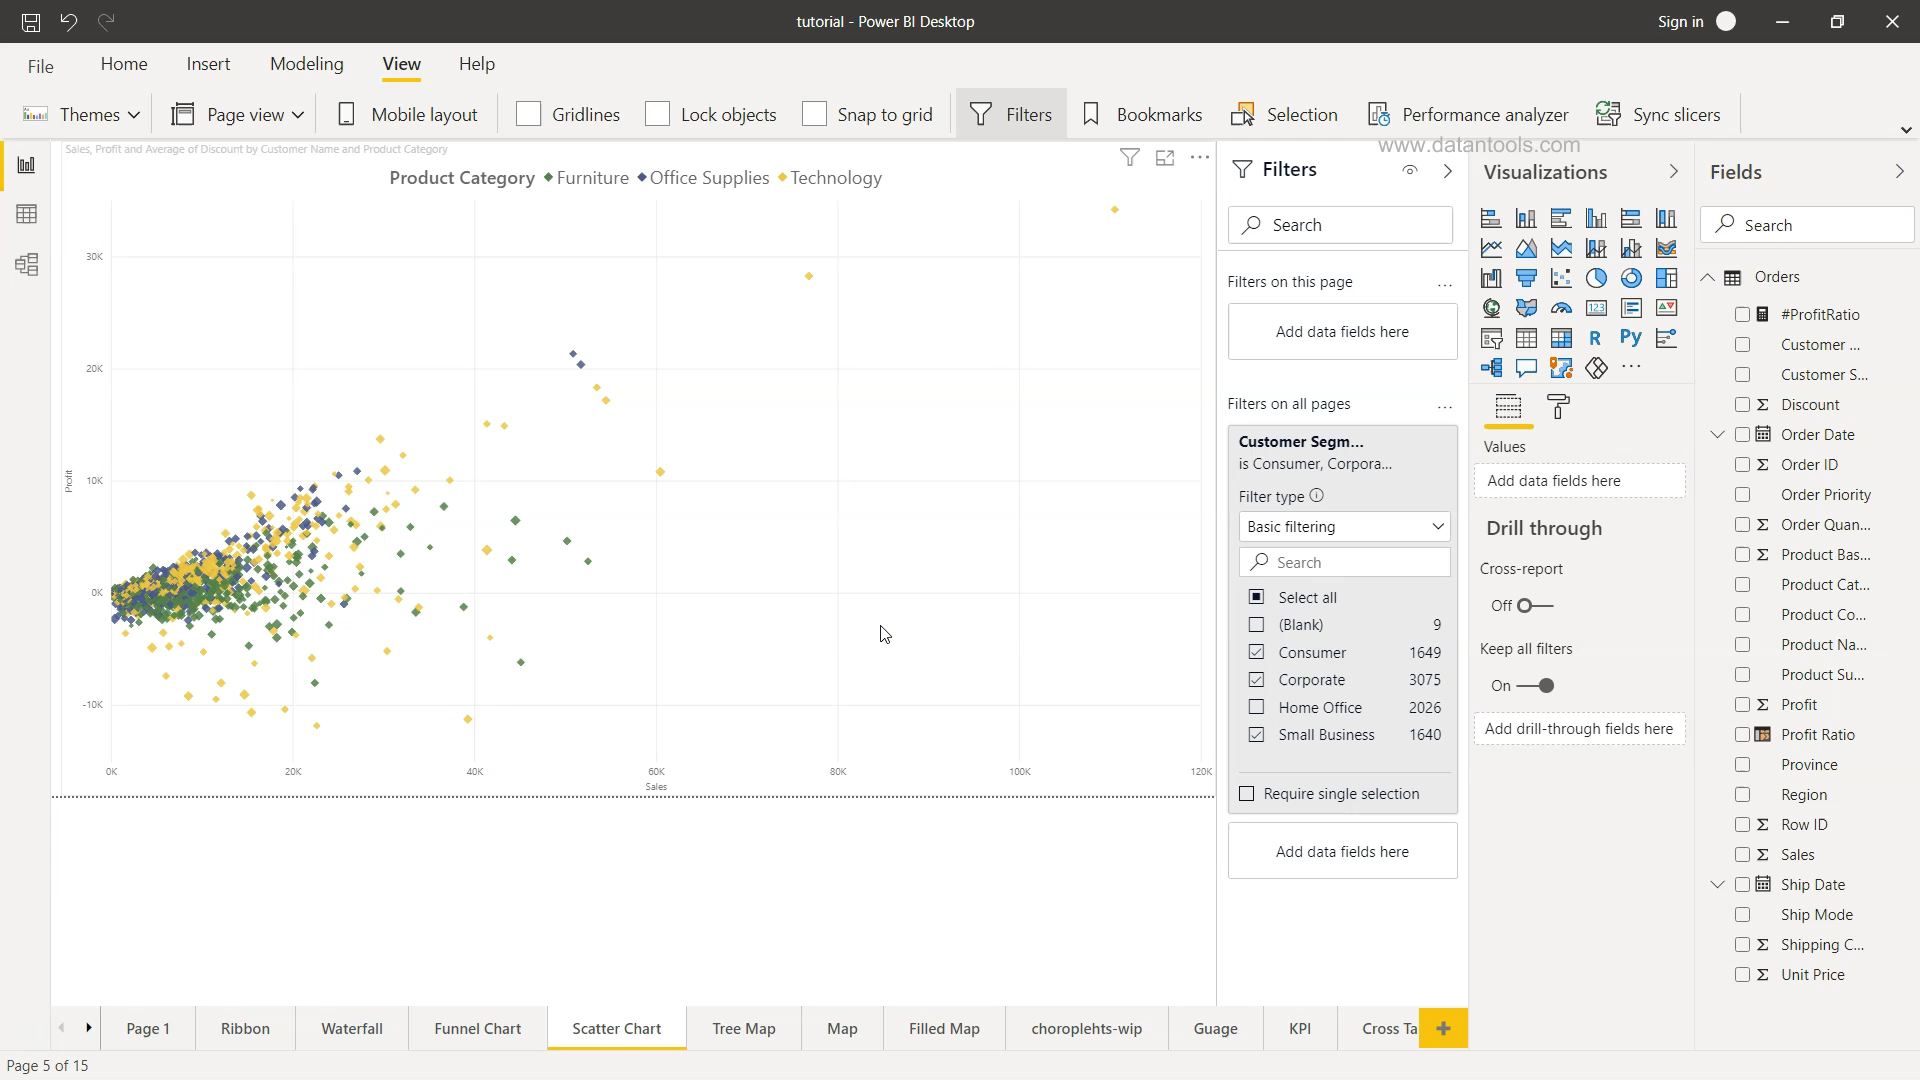 tutorial - Power BI Desktop
Sign in
File
Home
Insert
Modeling
View
Help
Themes
Page view
Mobile layout
Gridlines
Lock objects
Snap to grid
Filters
Bookmarks
Selection
Performance analyzer
Sync slicers
www.datantools.com
Sales, Profit and Average of Discount by Customer Name and Product Category
Product Category Furniture Office Supplies Technology
Profit
30K
20K
10K
0K
-10K
0K
20K
40K
60K
80K
100K
120K
Sales
Filters
Search
Filters on this page
...
Add data fields here
Filters on all pages
...
Customer Segm...
is Consumer, Corpora...
Filter type
Basic filtering
Search
Select all
(Blank) 9
Consumer 1649
Corporate 3075
Home Office 2026
Small Business 1640
Require single selection
Add data fields here
Visualizations
123
R
Py
...
Values
Add data fields here
Drill through
Cross-report
Off
Keep all filters
On
Add drill-through fields here
Fields
Search
Orders
#ProfitRatio
Customer ...
Customer S...
Σ Discount
Order Date
Σ Order ID
Order Priority
Σ Order Quan...
Σ Product Bas...
Product Cat...
Product Co...
Product Na...
Product Su...
Σ Profit
Profit Ratio
Province
Region
Σ Row ID
Σ Sales
Ship Date
Ship Mode
Σ Shipping C...
Σ Unit Price
Page 1
Ribbon
Waterfall
Funnel Chart
Scatter Chart
Tree Map
Map
Filled Map
choroplehts-wip
Guage
KPI
Cross Ta
+
Page 5 of 15